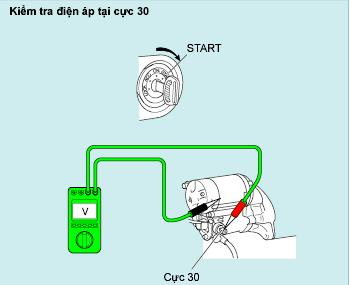 Kiểm tra điện áp tại cực 30
START
V
Cực 30